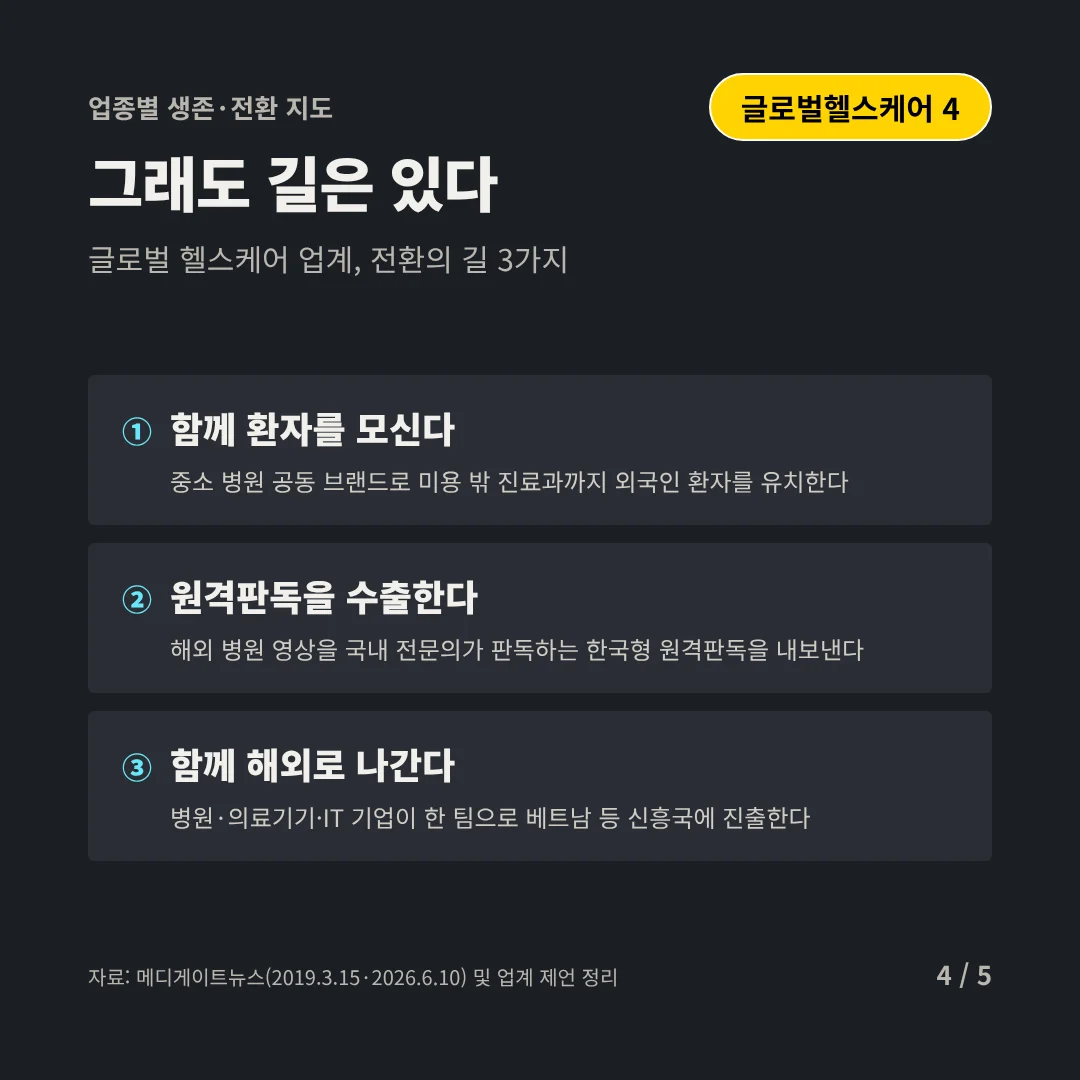 업종별 생존·전환 지도
글로벌헬스케어 4
그래도 길은 있다
글로벌 헬스케어 업계, 전환의 길 3가지
① 함께 환자를 모신다
중소 병원 공동 브랜드로 미용 밖 진료과까지 외국인 환자를 유치한다
② 원격판독을 수출한다
해외 병원 영상을 국내 전문의가 판독하는 한국형 원격판독을 내보낸다
③ 함께 해외로 나간다
병원·의료기기·IT 기업이 한 팀으로 베트남 등 신흥국에 진출한다
자료: 메디게이트뉴스(2019.3.15·2026.6.10) 및 업계 제언 정리
4 / 5